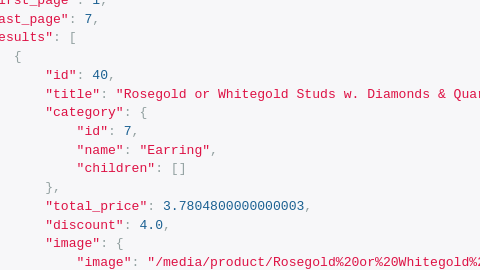 irst_page": 1,
ast_page": 7,
esults": [
{
"id": 40,
"title": "Rosegold or Whitegold Studs w. Diamonds & Quar
"category": {
"id": 7,
"name": "Earring",
"children": []
},
"total_price": 3.7804800000000003,
"discount": 4.0,
"image": {
"image": "/media/product/Rosegold%20or%20Whitegold%2